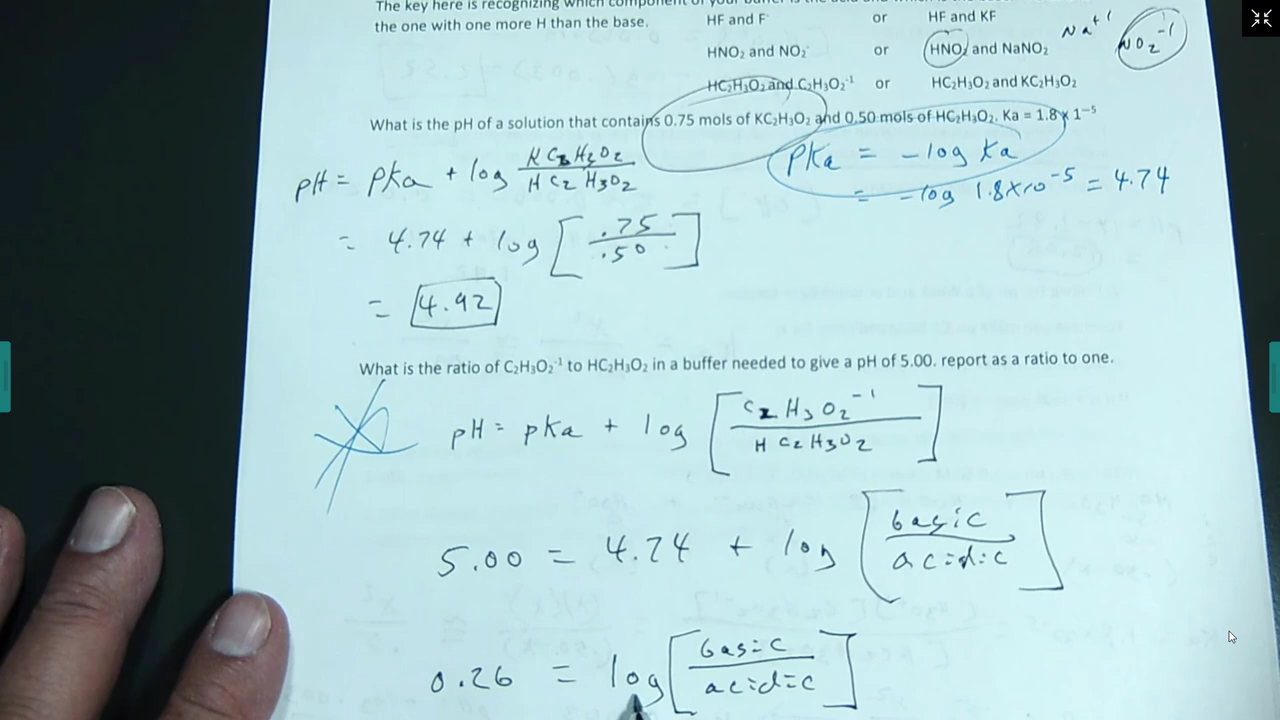 The key here is recognizing which component of your buffer is the acid and which is the
the one with one more H than the base. HF and F⁻ or HF and KF
Na⁺¹ NO₂⁻¹
HNO₂ and NO₂⁻ or HNO₂ and NaNO₂
HC₂H₃O₂ and C₂H₃O₂⁻¹ or HC₂H₃O₂ and KC₂H₃O₂
What is the pH of a solution that contains 0.75 mols of KC₂H₃O₂ and 0.50 mols of HC₂H₃O₂. Ka = 1.8 x 1⁻⁵
pH = pKa + log KC₂H₃O₂ / HC₂H₃O₂
pKa = -log Ka
= -log 1.8x10⁻⁵ = 4.74
= 4.74 + log [ .75 / .50 ]
= 4.92
What is the ratio of C₂H₃O₂⁻¹ to HC₂H₃O₂ in a buffer needed to give a pH of 5.00. report as a ratio to one.
pH = pKa + log [ C₂H₃O₂⁻¹ / HC₂H₃O₂ ]
5.00 = 4.74 + log [ basic / acidic ]
0.26 = log [ basic / acidic ]